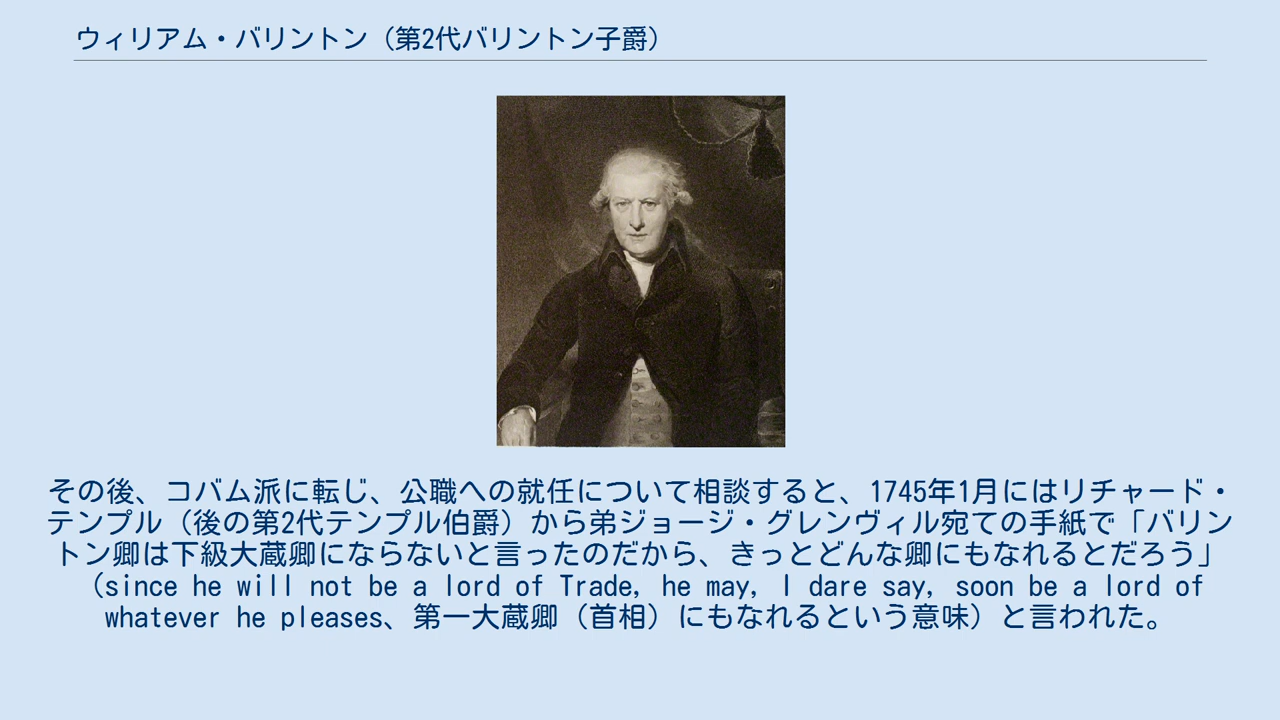 ウィリアム・バリントン（第2代バリントン子爵）
その後、コバム派に転じ、公職への就任について相談すると、1745年1月にはリチャード・
テンプル（後の第2代テンプル伯爵）から弟ジョージ・グレンヴィル宛ての手紙で「バリン
トン卿は下級大蔵卿にならないと言ったのだから、きっとどんな卿にもなれるとだろう」
（since he will not be a lord of Trade, he may, I dare say, soon be a lord of
whatever he pleases、第一大蔵卿（首相）にもなれるという意味）と言われた。